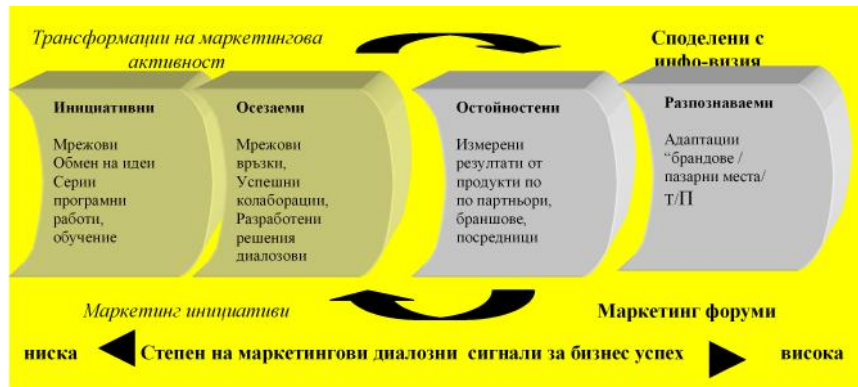 Трансформации на маркетингова
активност
Споделени с
инфо-визия
Инициативни
Мрежови
Обмен на идеи
Серии
програмни
работи,
обучение
Осезаеми
Мрежови
връзки,
Успешни
колаборации,
Разработени
решения
диалозови
Остойностени
Измерени
резултати от
продукти по
по партньори,
браншове,
посредници
Разпознаваеми
Адаптации
“брандове /
пазарни места/
т/П
Маркетинг инициативи
Маркетинг форуми
ниска
Степен на маркетингови диалозни сигнали за бизнес успех
висока